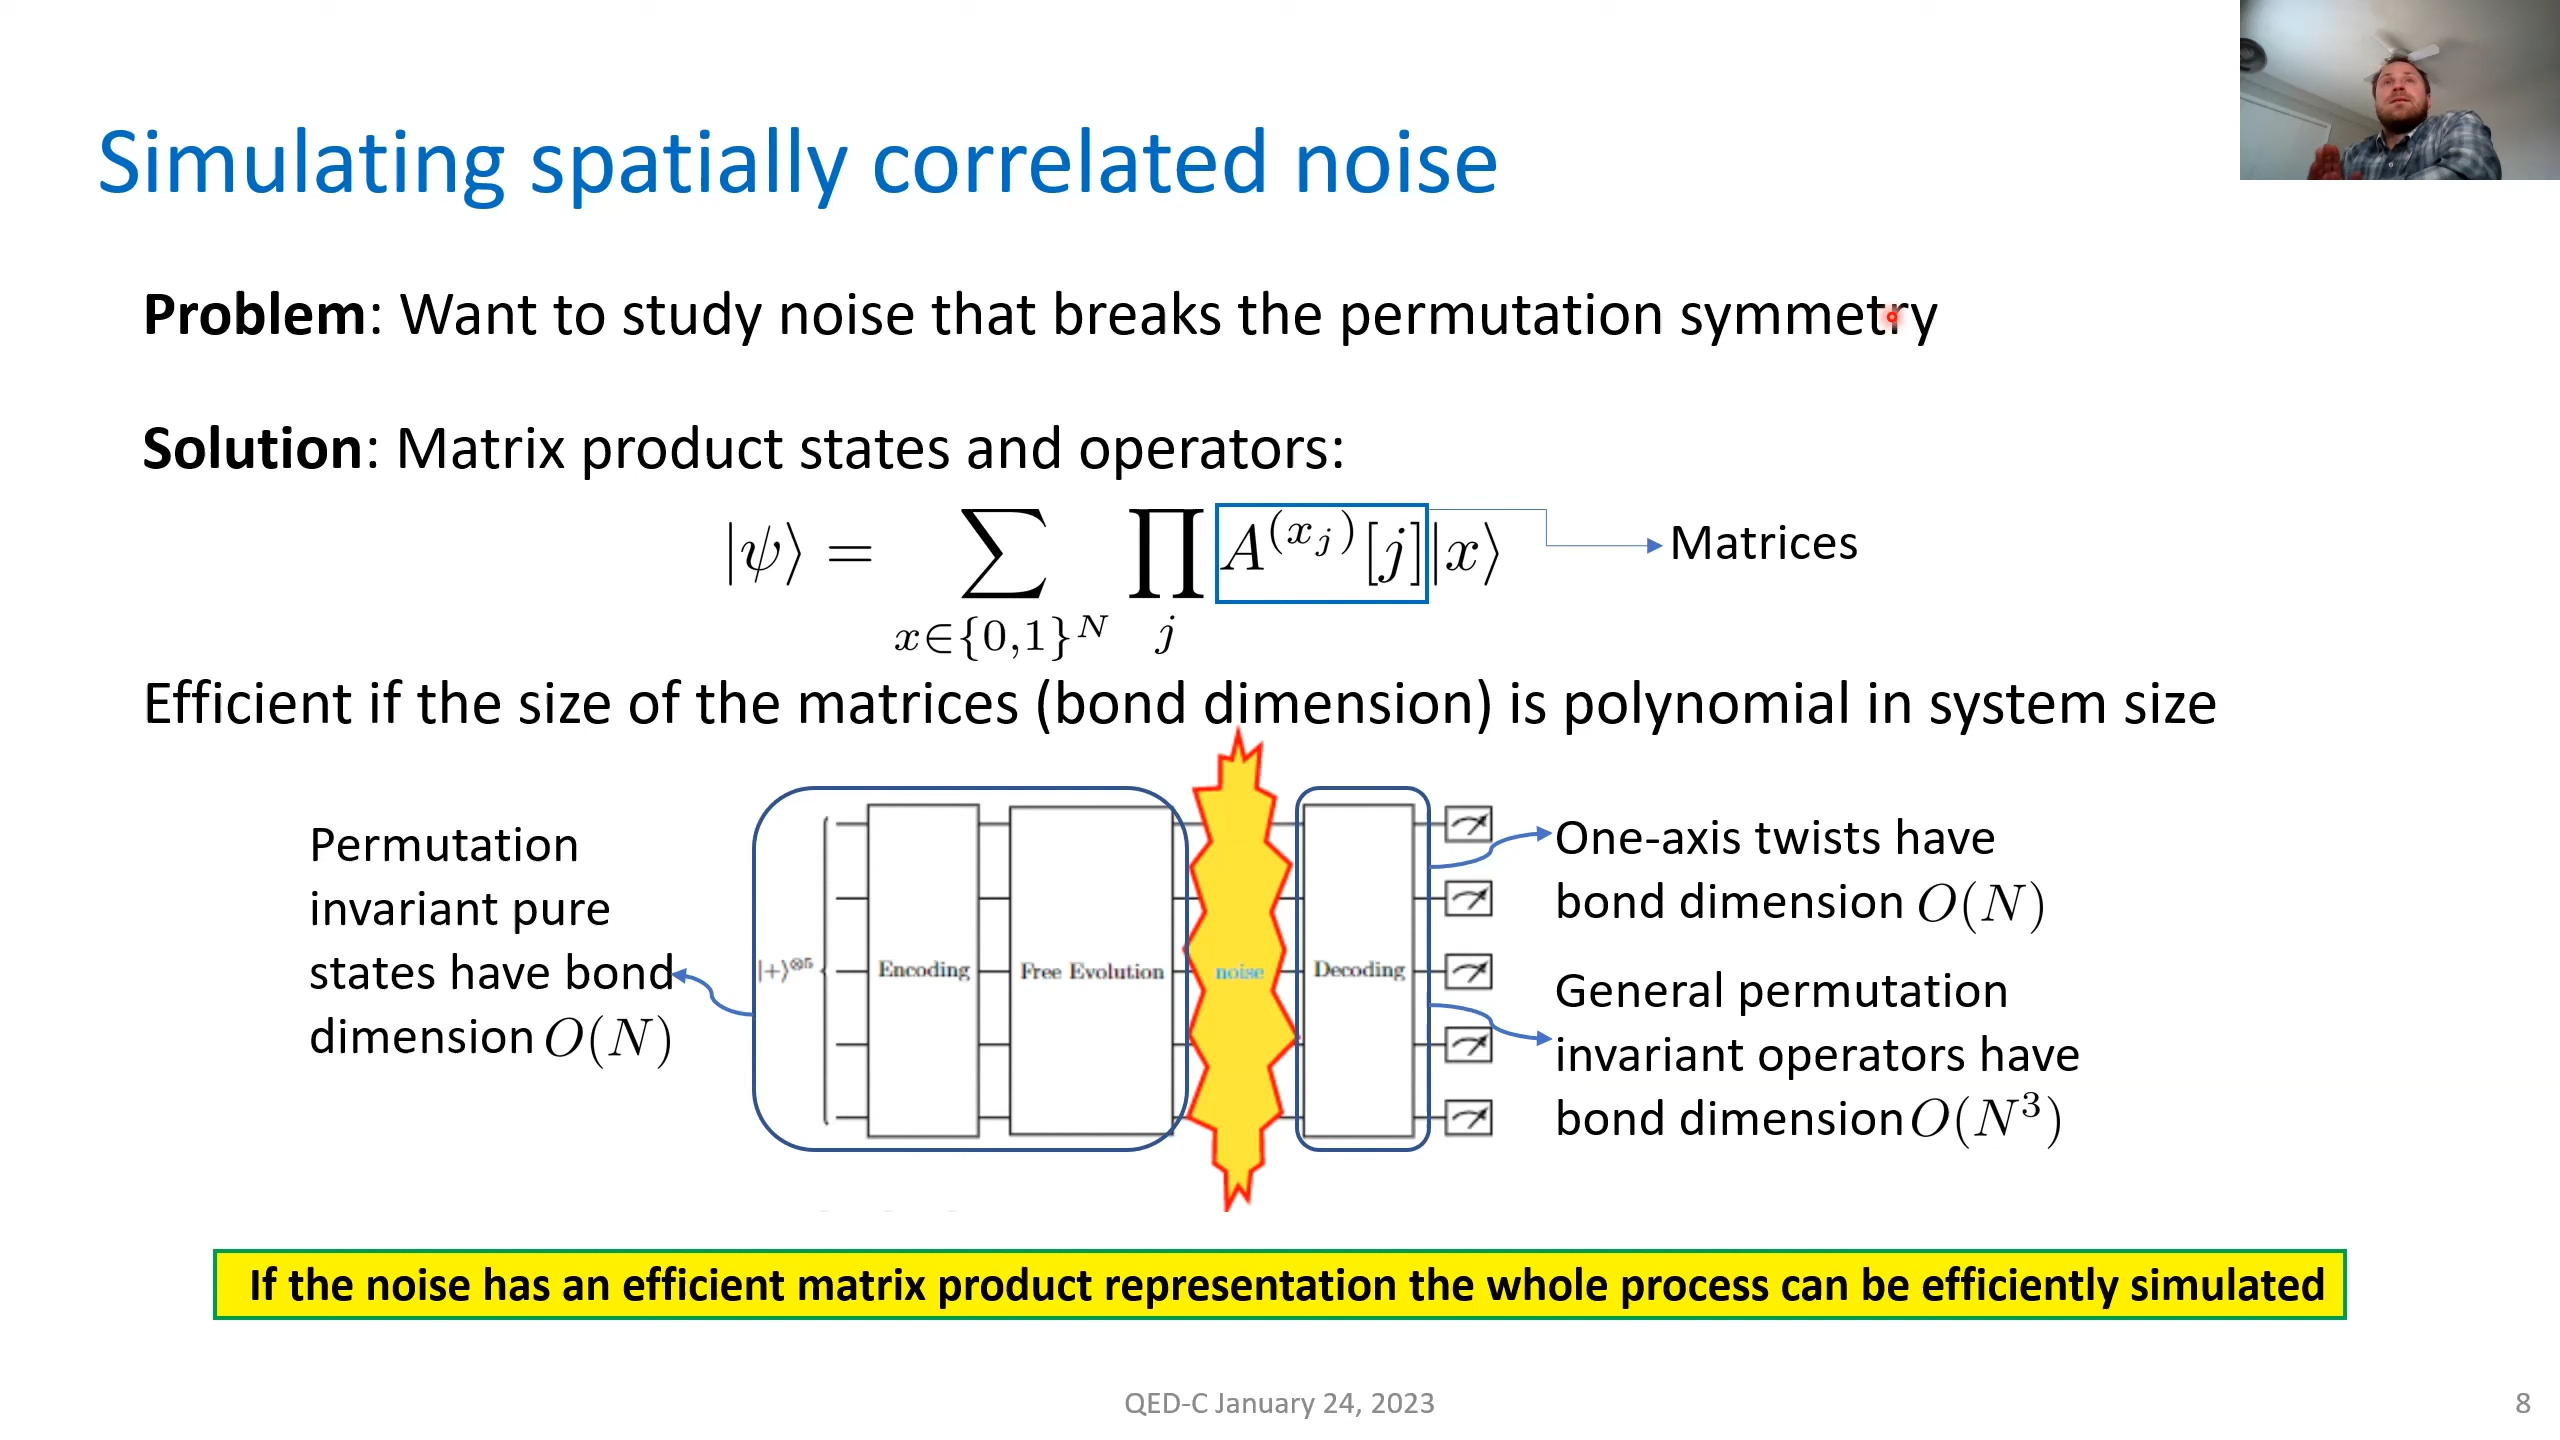 Simulating spatially correlated noise
Problem: Want to study noise that breaks the permutation symmetry
Solution: Matrix product states and operators:
|ψ⟩ = ∑_{x∈{0,1}^N} ∏_j A^{(x_j)}[j]|x⟩
Matrices
Efficient if the size of the matrices (bond dimension) is polynomial in system size
Permutation
invariant pure
states have bond
dimension O(N)
|+⟩^{⊗5}
Encoding
Free Evolution
noise
Decoding
One-axis twists have
bond dimension O(N)
General permutation
invariant operators have
bond dimension O(N³)
If the noise has an efficient matrix product representation the whole process can be efficiently simulated
QED-C January 24, 2023
8